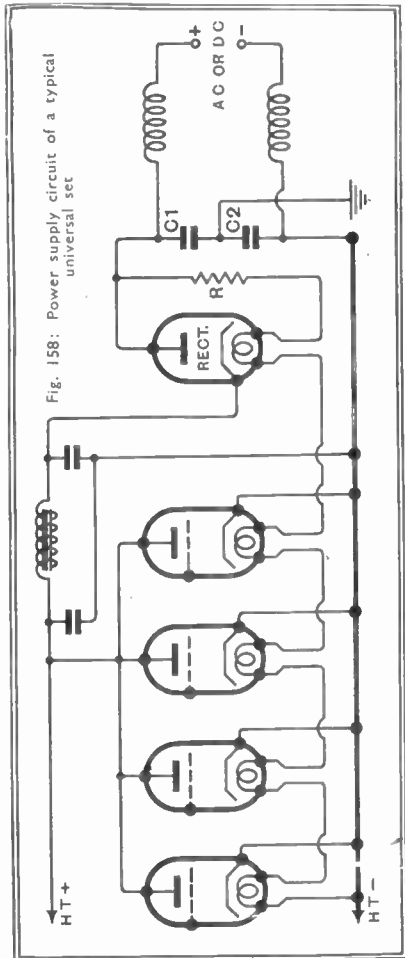 Fig. 158: Power supply circuit of a typical
universal set
HT+
RECT.
R
C1
C2
+
AC OR DC
-
HT-